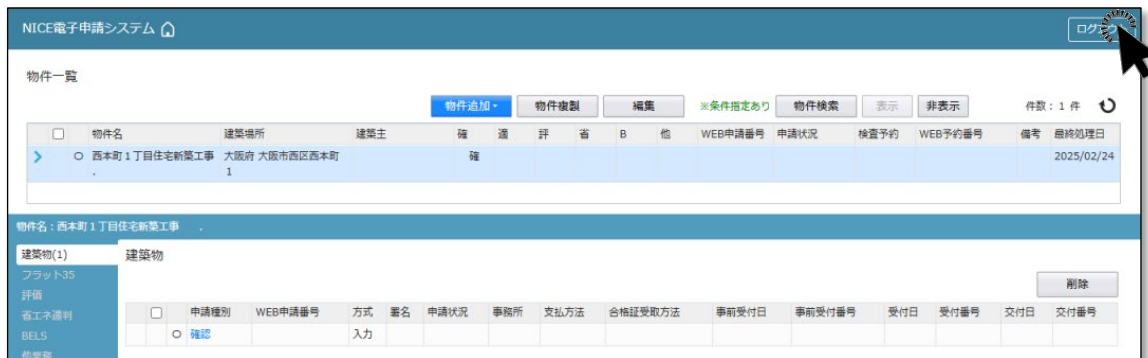 NICE電子申請システム
物件一覧
物件追加 物件複製 編集 ※条件指定あり 物件検索 表示 非表示 件数：1 件
物件名 建築場所 建築主 確 適 評 省 B 他 WEB申請番号 申請状況 検査予約 WEB予約番号 備考 最終処理日
○ 西本町１丁目住宅新築工事 大阪府 大阪市西区西本町 確 2025/02/24
. 1
物件名：西本町１丁目住宅新築工事 .
建築物(1) 建築物
フラット35
削除
評価
省エネ適判 申請種別 WEB申請番号 方式 署名 申請状況 事務所 支払方法 合格証受取方法 事前受付日 事前受付番号 受付日 受付番号 交付日 交付番号
BELS ○ 確認 入力
他業務